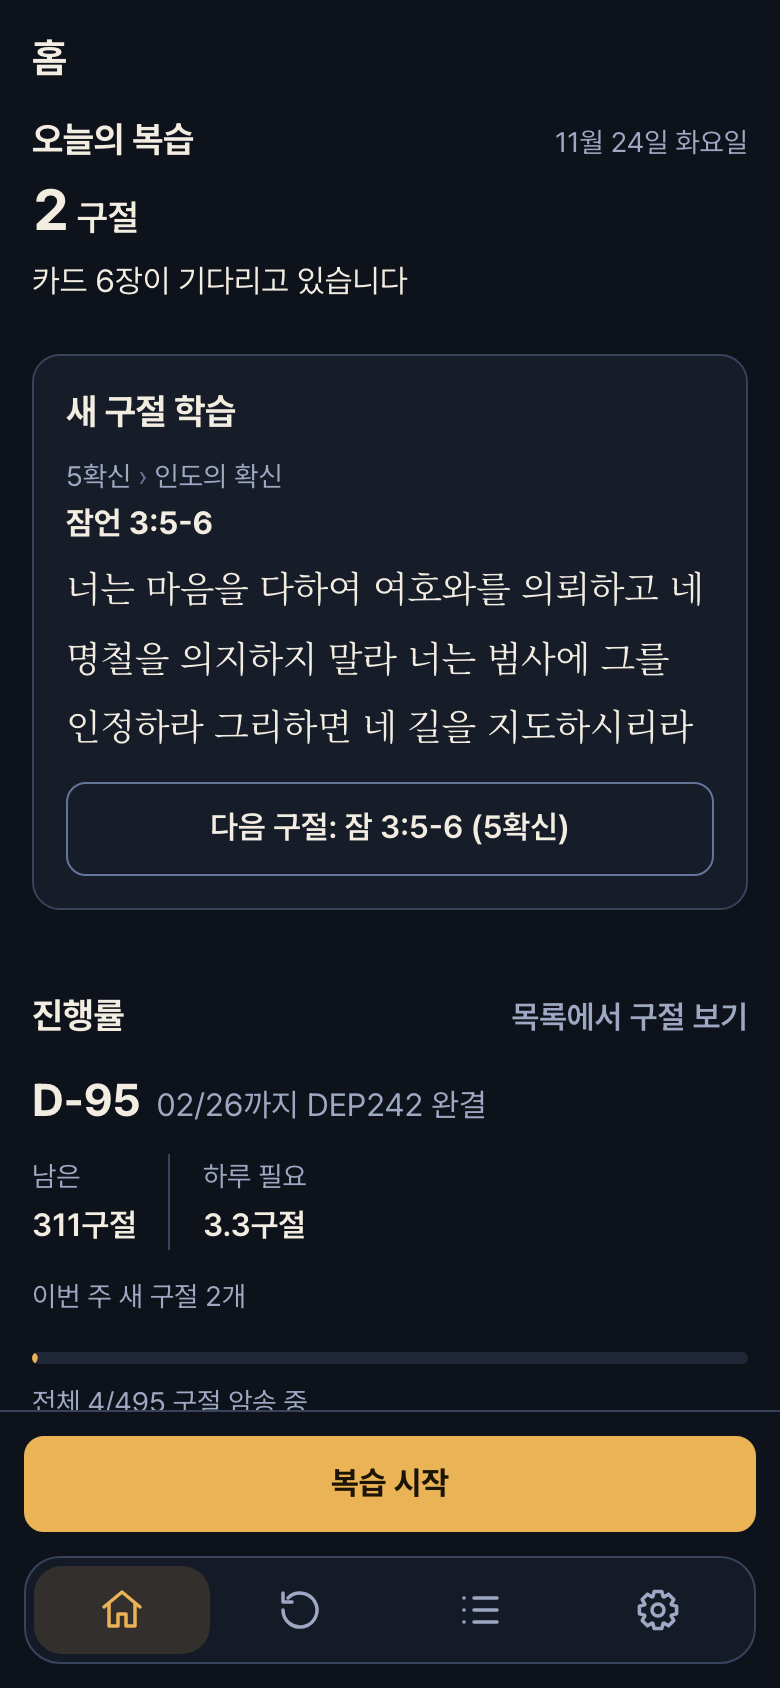 홈
오늘의 복습
11월 24일 화요일
2 구절
카드 6장이 기다리고 있습니다
새 구절 학습
5확신 › 인도의 확신
잠언 3:5-6
너는 마음을 다하여 여호와를 의뢰하고 네
명철을 의지하지 말라 너는 범사에 그를
인정하라 그리하면 네 길을 지도하시리라
다음 구절: 잠 3:5-6 (5확신)
진행률
목록에서 구절 보기
D-95 02/26까지 DEP242 완결
남은
하루 필요
311구절
3.3구절
이번 주 새 구절 2개
전체 4/495 구절 암송 중
복습 시작